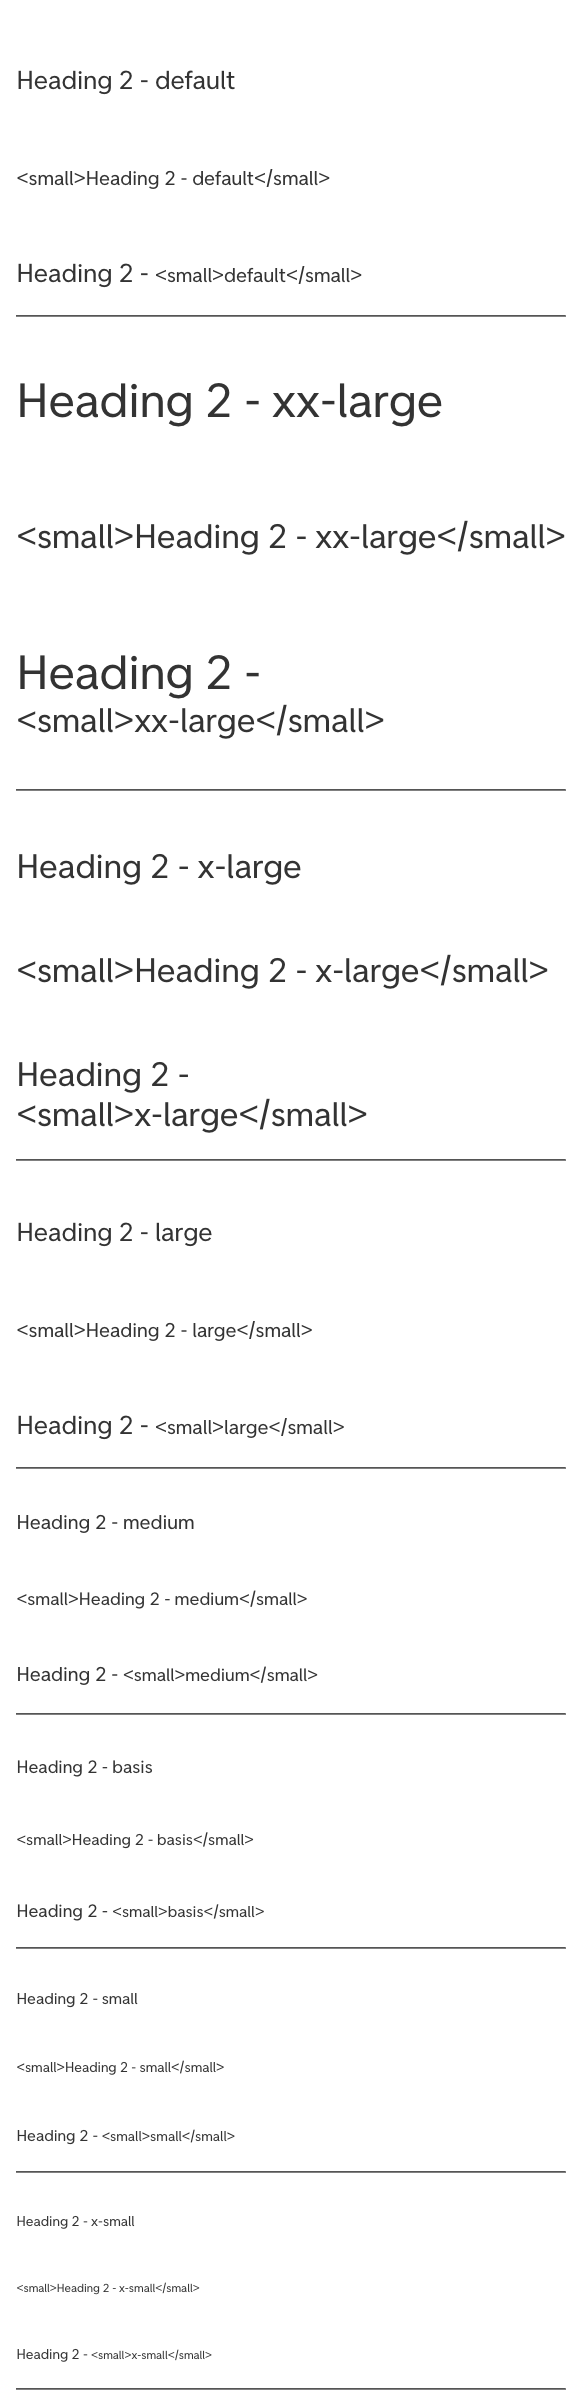 Heading 2 - default
<small>Heading 2 - default</small>
Heading 2 - <small>default</small>
Heading 2 - xx-large
<small>Heading 2 - xx-large</small>
Heading 2 -
<small>xx-large</small>
Heading 2 - x-large
<small>Heading 2 - x-large</small>
Heading 2 -
<small>x-large</small>
Heading 2 - large
<small>Heading 2 - large</small>
Heading 2 - <small>large</small>
Heading 2 - medium
<small>Heading 2 - medium</small>
Heading 2 - <small>medium</small>
Heading 2 - basis
<small>Heading 2 - basis</small>
Heading 2 - <small>basis</small>
Heading 2 - small
<small>Heading 2 - small</small>
Heading 2 - <small>small</small>
Heading 2 - x-small
<small>Heading 2 - x-small</small>
Heading 2 - <small>x-small</small>